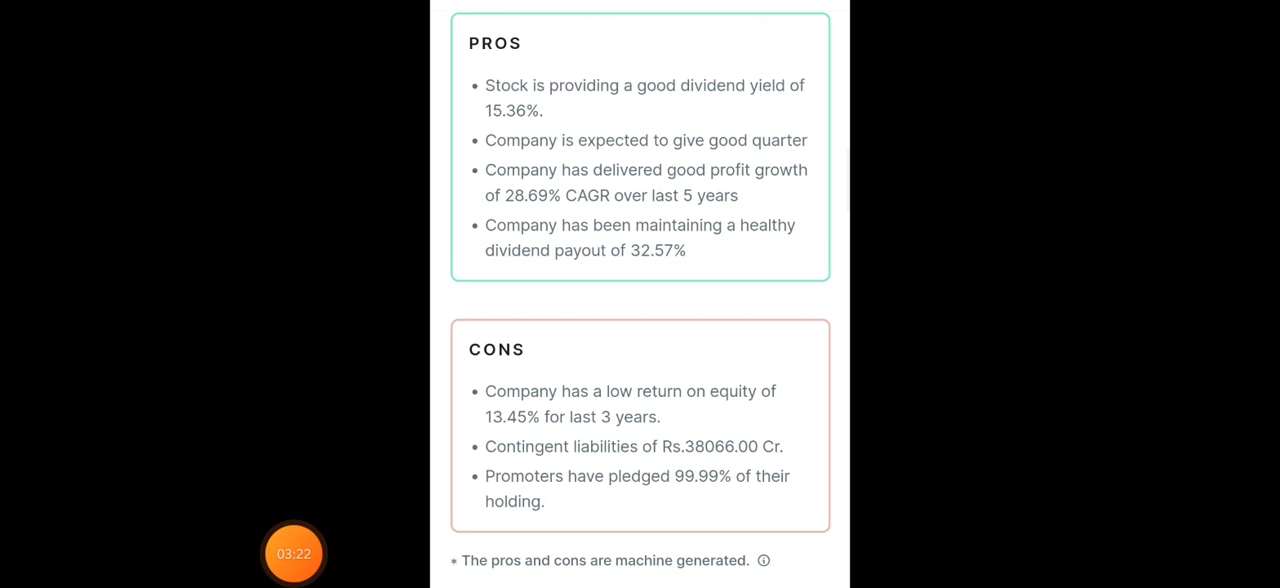 PROS
• Stock is providing a good dividend yield of
15.36%.
• Company is expected to give good quarter
• Company has delivered good profit growth
of 28.69% CAGR over last 5 years
• Company has been maintaining a healthy
dividend payout of 32.57%
CONS
• Company has a low return on equity of
13.45% for last 3 years.
• Contingent liabilities of Rs.38066.00 Cr.
• Promoters have pledged 99.99% of their
holding.
03:22
* The pros and cons are machine generated.